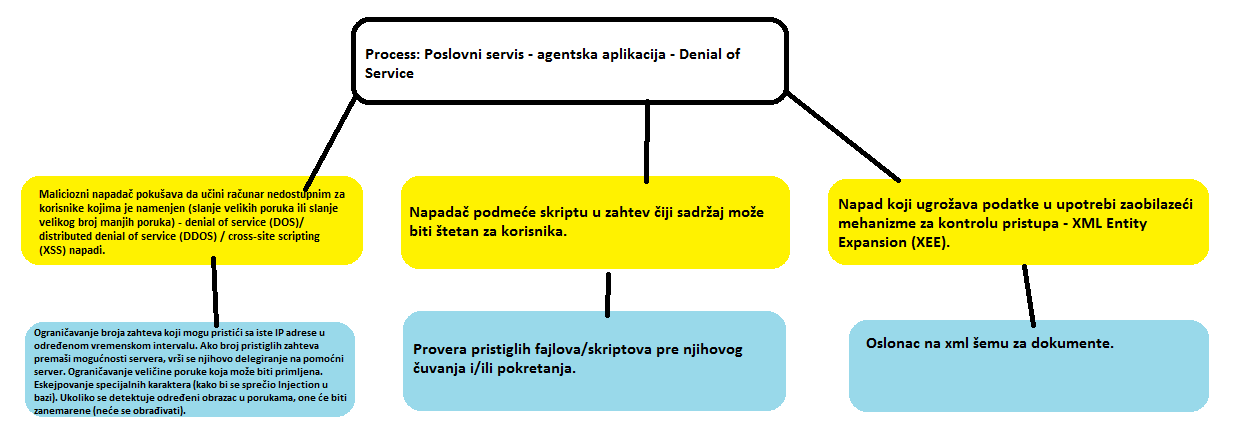 Process: Poslovni servis - agentska aplikacija - Denial of
Service
Maliciozni napadač pokušava da učini računar nedostupnim za
korisnike kojima je namenjen (slanje velikih poruka ili slanje
velikog broj manjih poruka) - denial of service (DOS)/
distributed denial of service (DDOS) / cross-site scripting
(XSS) napadi.
Napadač podmeće skriptu u zahtev čiji sadržaj može
biti štetan za korisnika.
Napad koji ugrožava podatke u upotrebi zaobilazeći
mehanizme za kontrolu pristupa - XML Entity
Expansion (XEE).
Ograničavanje broja zahteva koji mogu pristići sa iste IP adrese u
određenom vremenskom intervalu. Ako broj pristiglih zahteva
premaši mogućnosti servera, vrši se njihovo delegiranje na pomoćni
server. Ograničavanje veličine poruke koja može biti primljena.
Eskejpovanje specijalnih karaktera (kako bi se sprečio Injection u
bazi). Ukoliko se detektuje određeni obrazac u porukama, one će biti
zanemarene (neće se obrađivati).
Provera pristiglih fajlova/skriptova pre njihovog
čuvanja i/ili pokretanja.
Oslonac na xml šemu za dokumente.